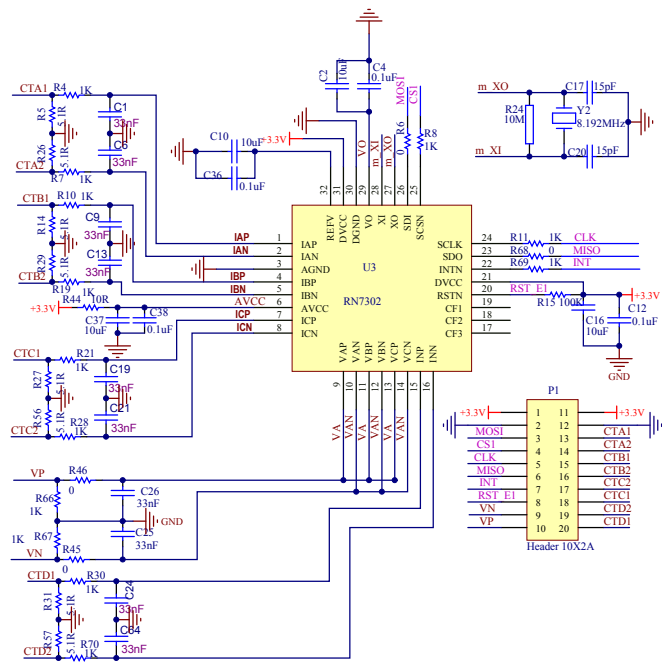 C2
10uF
C4
0.1uF
MOSI
CS1
R6
0
R8
1K
m_XO
C17
15pF
R24
10M
Y2
8.192MHz
m_XI
C20
15pF
CTA1
R4
1K
R5
5.1R
C1
33nF
R26
5.1R
C6
33nF
CTA2
R7
1K
C10
10uF
+3.3V
C36
0.1uF
VO
m_XI
m_XO
32
31
30
29
28
27
26
25
REFV
DVCC
DGND
VO
XI
XO
SDI
SCSN
CTB1
R10
1K
R14
5.1R
C9
33nF
R29
5.1R
C13
33nF
CTB2
R19
1K
IAP
1
IAP
IAN
2
IAN
3
AGND
IBP
4
IBP
IBN
5
IBN
AVCC
6
AVCC
ICP
7
ICP
ICN
8
ICN
U3
RN7302
SCLK
24
R11
1K
CLK
SDO
23
R68
0
MISO
INTN
22
R69
1K
INT
DVCC
21
RSTN
20
RST_E1
R15
100K
CF1
19
CF2
18
CF3
17
+3.3V
C16
10uF
C12
0.1uF
GND
+3.3V
R44
10R
C37
10uF
C38
0.1uF
VAP
VAN
VBP
VBN
VCP
VCN
INP
INN
9
10
11
12
13
14
15
16
VA
VAN
VA
VAN
VA
VAN
CTC1
R21
1K
R27
5.1R
C19
33nF
R56
5.1R
C21
33nF
CTC2
R28
1K
P1
+3.3V
1
11
+3.3V
2
12
MOSI
3
13
CTA1
CS1
4
14
CTA2
CLK
5
15
CTB1
MISO
6
16
CTB2
INT
7
17
CTC2
RST_E1
8
18
CTC1
VN
9
19
CTD2
VP
10
20
CTD1
Header 10X2A
VP
R46
0
R66
1K
C26
33nF
GND
R67
1K
C25
33nF
VN
R45
0
CTD1
R30
1K
R31
5.1R
C24
33nF
R57
5.1R
C34
33nF
CTD2
R70
1K